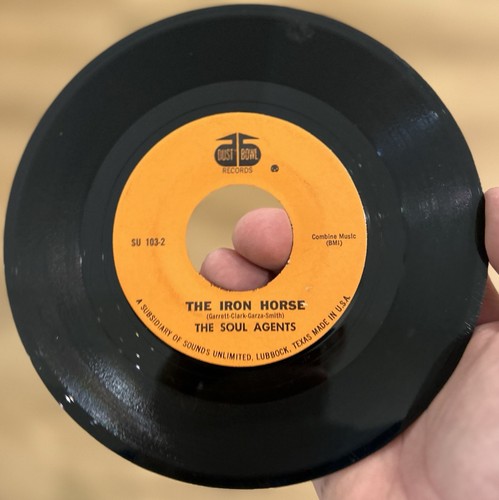 DUST BOWL
RECORDS
SU 103-2
Combine Music
(BMI)
THE IRON HORSE
(Garrett-Clark-Garza-Smith)
THE SOUL AGENTS
A SUBSIDIARY OF SOUNDS UNLIMITED, LUBBOCK, TEXAS MADE IN U.S.A.